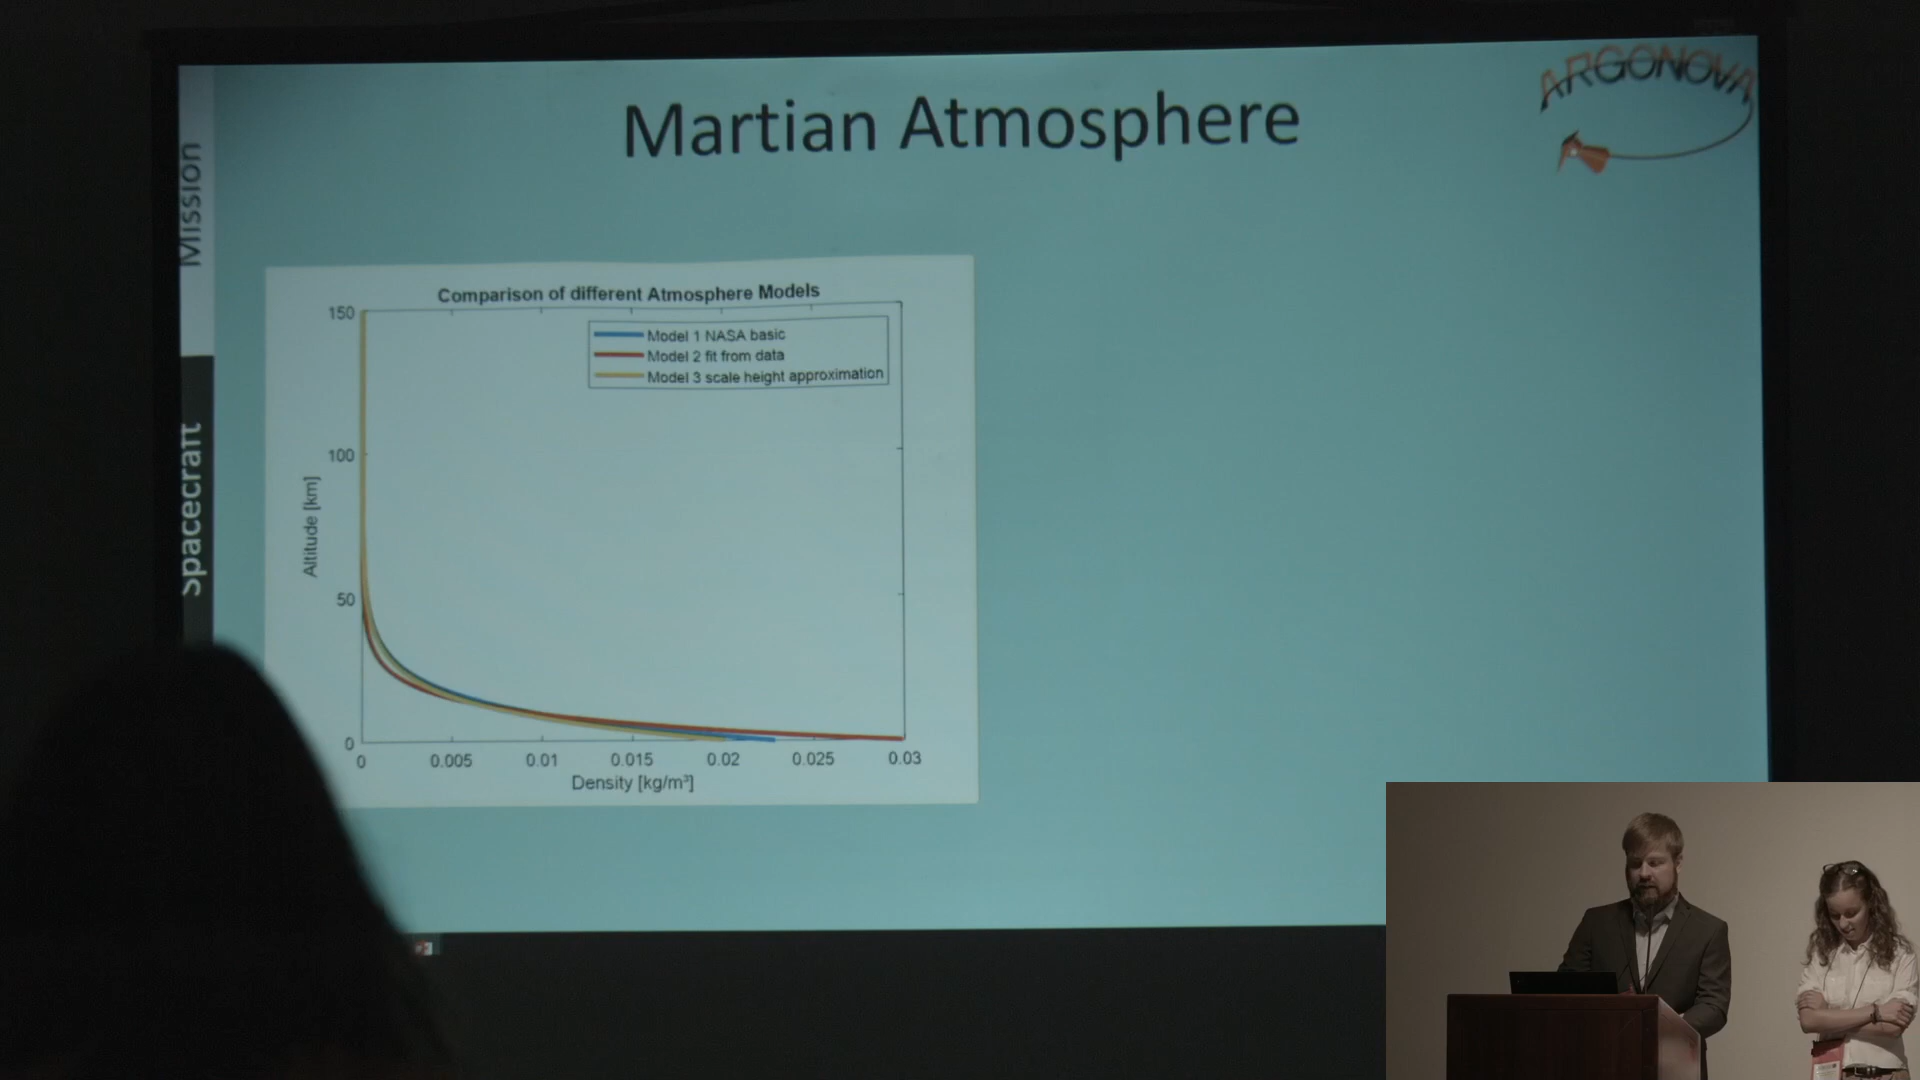 Martian Atmosphere
ARGONOVA
Mission
Spacecraft
Comparison of different Atmosphere Models
Model 1 NASA basic
Model 2 fit from data
Model 3 scale height approximation
150
100
50
0
Altitude [km]
0 0.005 0.01 0.015 0.02 0.025 0.03
Density [kg/m³]